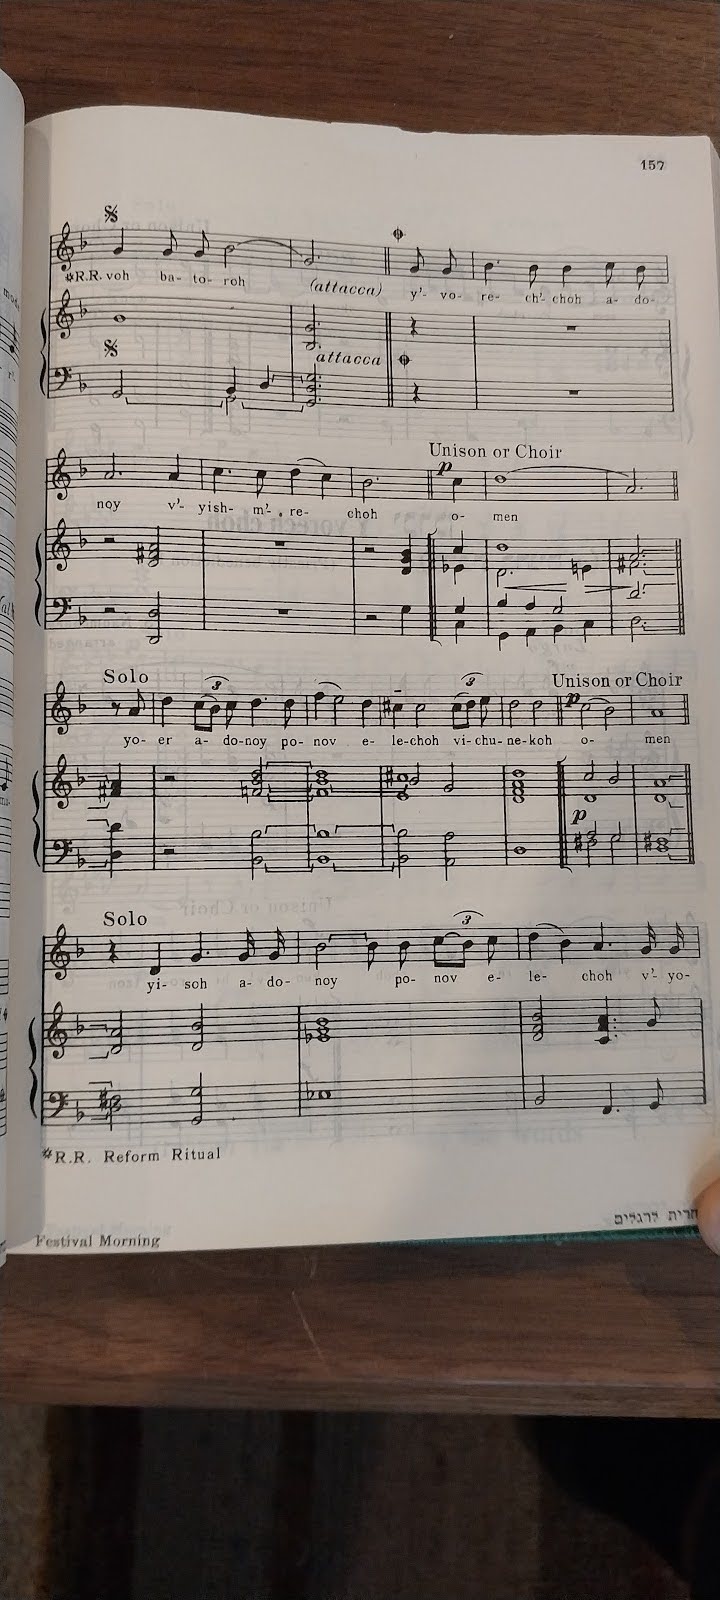 157
*R.R. voh ba- to- roh (attacca) y'- vo- re- ch'- choh a- do-
attacca
Unison or Choir
p
noy v'- yish- m'- re- choh o- men
Solo Unison or Choir
3 3 p
yo- er a- do-noy po- nov e- le-choh vi-chu-ne-koh o- men
p
Solo
3
yi- soh a- do- noy po- nov e- le- choh v'- yo-
*R.R. Reform Ritual
לרגלים
Festival Morning